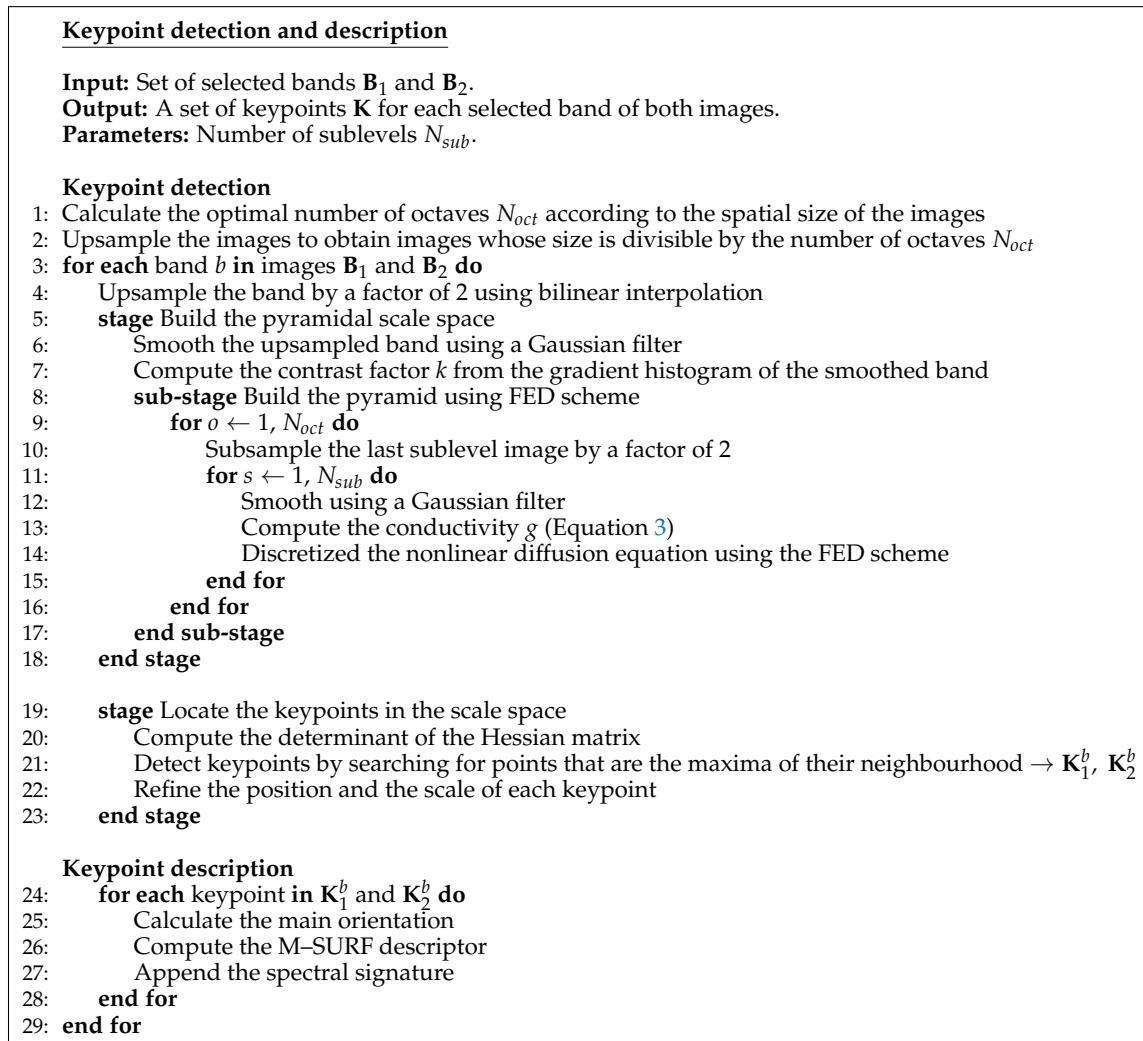 Keypoint detection and description
Input: Set of selected bands B₁ and B₂.
Output: A set of keypoints K for each selected band of both images.
Parameters: Number of sublevels N_sub.
Keypoint detection
1: Calculate the optimal number of octaves N_oct according to the spatial size of the images
2: Upsample the images to obtain images whose size is divisible by the number of octaves N_oct
3: for each band b in images B₁ and B₂ do
4: Upsample the band by a factor of 2 using bilinear interpolation
5: stage Build the pyramidal scale space
6: Smooth the upsampled band using a Gaussian filter
7: Compute the contrast factor k from the gradient histogram of the smoothed band
8: sub-stage Build the pyramid using FED scheme
9: for o ← 1, N_oct do
10: Subsample the last sublevel image by a factor of 2
11: for s ← 1, N_sub do
12: Smooth using a Gaussian filter
13: Compute the conductivity g (Equation 3)
14: Discretized the nonlinear diffusion equation using the FED scheme
15: end for
16: end for
17: end sub-stage
18: end stage
19: stage Locate the keypoints in the scale space
20: Compute the determinant of the Hessian matrix
21: Detect keypoints by searching for points that are the maxima of their neighbourhood → K₁ᵇ, K₂ᵇ
22: Refine the position and the scale of each keypoint
23: end stage
Keypoint description
24: for each keypoint in K₁ᵇ and K₂ᵇ do
25: Calculate the main orientation
26: Compute the M–SURF descriptor
27: Append the spectral signature
28: end for
29: end for